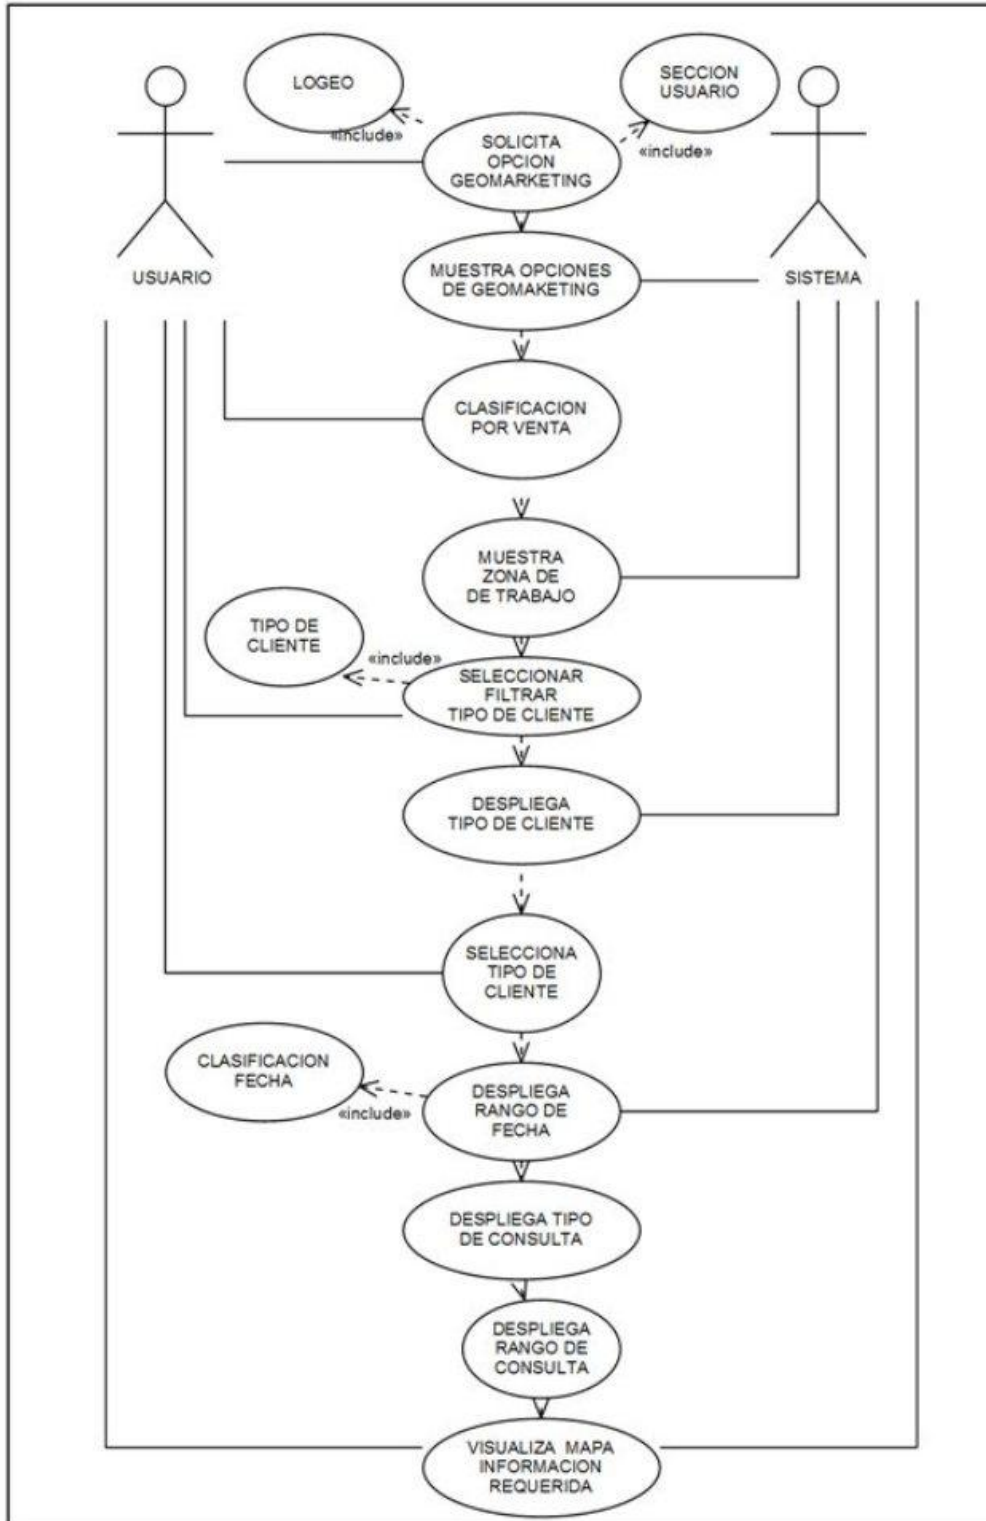 LOGEO
SECCION
USUARIO
«include»
«include»
SOLICITA
OPCION
GEOMARKETING
USUARIO
SISTEMA
MUESTRA OPCIONES
DE GEOMAKETING
CLASIFICACION
POR VENTA
MUESTRA
ZONA DE
DE TRABAJO
TIPO DE
CLIENTE
«include»
SELECCIONAR
FILTRAR
TIPO DE CLIENTE
DESPLIEGA
TIPO DE CLIENTE
SELECCIONA
TIPO DE
CLIENTE
CLASIFICACION
FECHA
«include»
DESPLIEGA
RANGO DE
FECHA
DESPLIEGA TIPO
DE CONSULTA
DESPLIEGA
RANGO DE
CONSULTA
VISUALIZA MAPA
INFORMACION
REQUERIDA